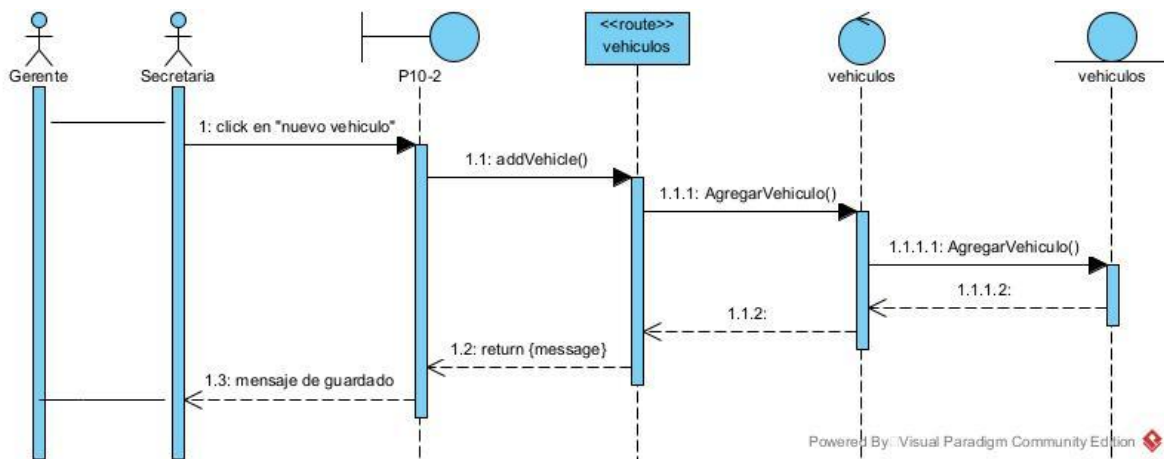 <<route>>
vehiculos
Gerente
Secretaria
P10-2
vehiculos
vehiculos
1: click en "nuevo vehiculo"
1.1: addVehicle()
1.1.1: AgregarVehiculo()
1.1.1.1: AgregarVehiculo()
1.1.1.2:
1.1.2:
1.2: return {message}
1.3: mensaje de guardado
Powered By Visual Paradigm Community Edition